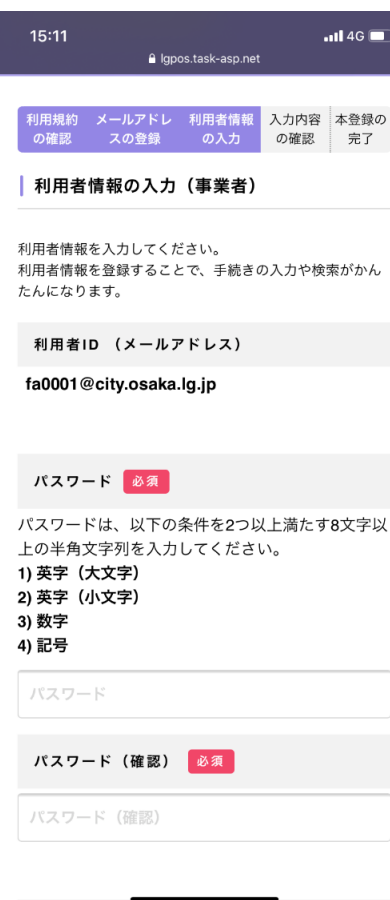 15:11
4G
lgpos.task-asp.net
利用規約
の確認
メールアドレ
スの登録
利用者情報
の入力
入力内容
の確認
本登録の
完了
利用者情報の入力（事業者）
利用者情報を入力してください。
利用者情報を登録することで、手続きの入力や検索がかん
たんになります。
利用者ID （メールアドレス）
fa0001@city.osaka.lg.jp
パスワード 必須
パスワードは、以下の条件を2つ以上満たす8文字以
上の半角文字列を入力してください。
1) 英字（大文字）
2) 英字（小文字）
3) 数字
4) 記号
パスワード
パスワード（確認） 必須
パスワード（確認）